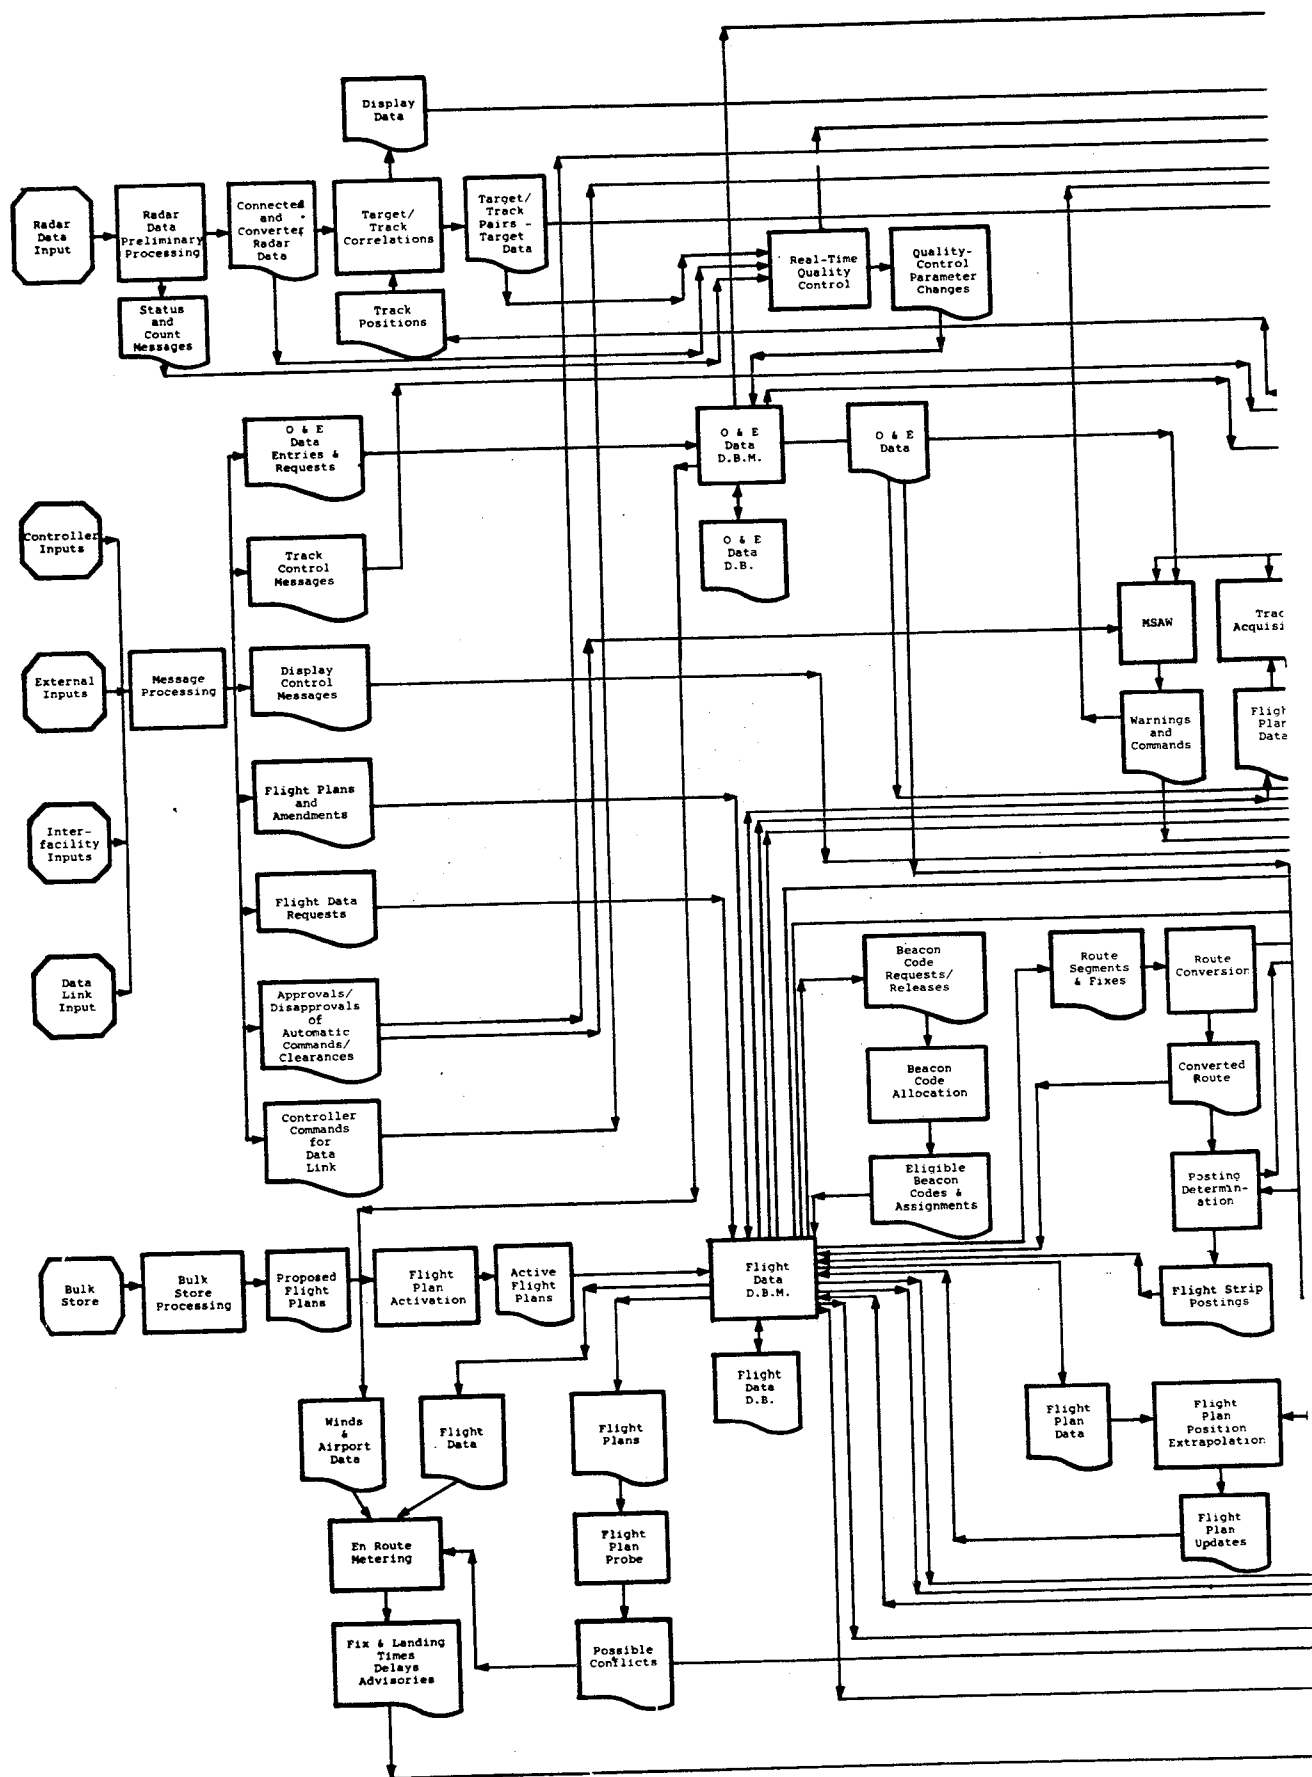 Display
Data
Radar
Data
Input
Radar
Data
Preliminary
Processing
Connected
and
Converter
Radar
Data
Target/
Track
Correlations
Target/
Track
Pairs -
Target
Data
Status
and
Count
Messages
Track
Positions
Real-Time
Quality
Control
Quality-
Control
Parameter
Changes
O & E
Data
Entries &
Requests
O & E
Data
D.B.M.
O & E
Data
O & E
Data
D.B.
Controller
Inputs
Track
Control
Messages
MSAW
Trac
Acquisi
External
Inputs
Message
Processing
Display
Control
Messages
Warnings
and
Commands
Fligh
Plan
Data
Flight Plans
and
Amendments
Inter-
facility
Inputs
Flight Data
Requests
Beacon
Code
Requests/
Releases
Route
Segments
& Fixes
Route
Conversion
Data
Link
Input
Approvals/
Disapprovals
of
Automatic
Commands/
Clearances
Beacon
Code
Allocation
Converted
Route
Controller
Commands
for
Data
Link
Eligible
Beacon
Codes &
Assignments
Posting
Determin-
ation
Bulk
Store
Bulk
Store
Processing
Proposed
Flight
Plans
Flight
Plan
Activation
Active
Flight
Plans
Flight
Data
D.B.M.
Flight Strip
Postings
Flight
Data
D.B.
Winds
&
Airport
Data
Flight
Data
Flight
Plans
Flight
Plan
Data
Flight
Plan
Position
Extrapolation
En Route
Metering
Flight
Plan
Probe
Flight
Plan
Updates
Fix & Landing
Times
Delays
Advisories
Possible
Conflicts